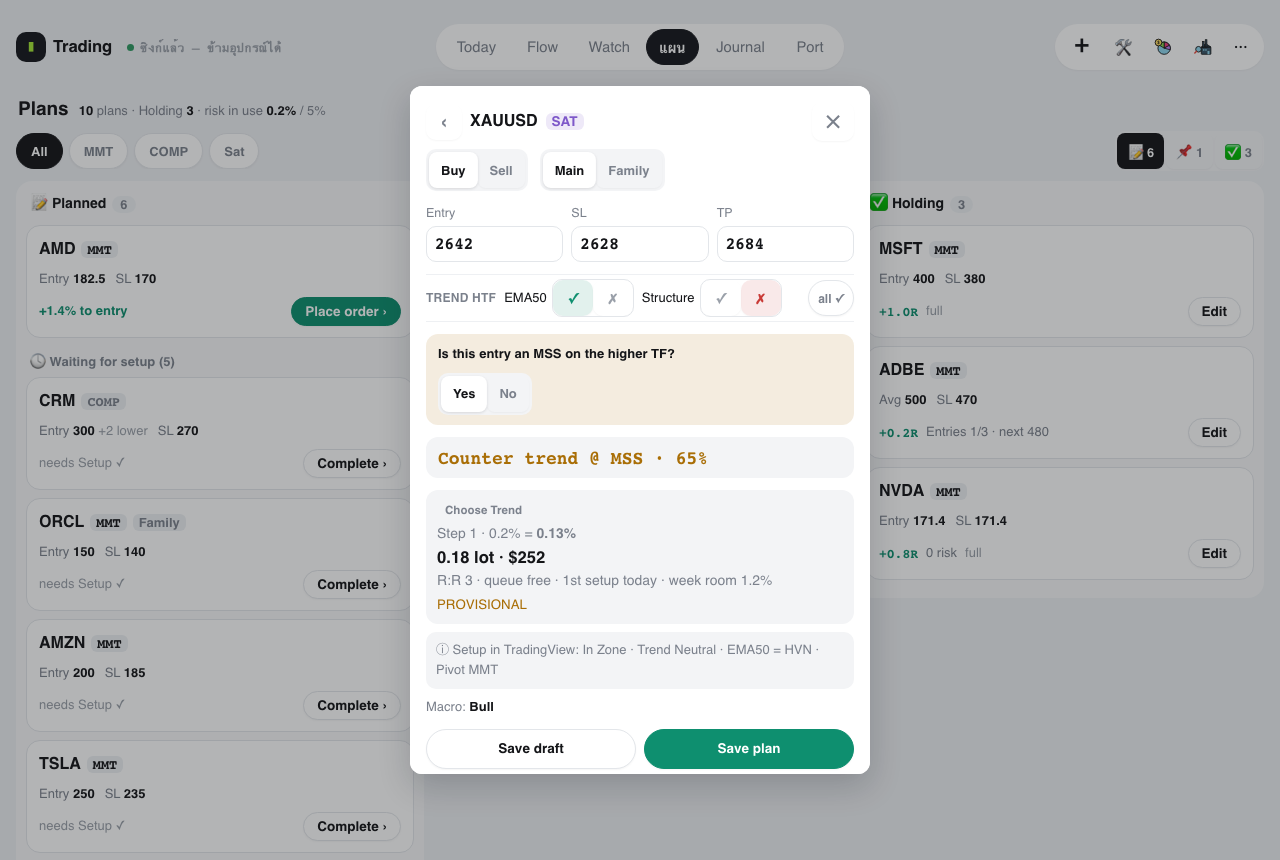 Trading
ซิงก์แล้ว — ข้ามอุปกรณ์ได้
Today Flow Watch แผน Journal Port
Plans 10 plans · Holding 3 · risk in use 0.2% / 5%
All MMT COMP Sat
6 1 3
Planned 6
AMD MMT
Entry 182.5 SL 170
+1.4% to entry
Place order ›
Waiting for setup (5)
CRM COMP
Entry 300 +2 lower SL 270
needs Setup ✓
Complete ›
ORCL MMT Family
Entry 150 SL 140
needs Setup ✓
Complete ›
AMZN MMT
Entry 200 SL 185
needs Setup ✓
Complete ›
TSLA MMT
Entry 250 SL 235
needs Setup ✓
Complete ›
‹ XAUUSD SAT
Buy Sell Main Family
Entry SL TP
2642 2628 2684
TREND HTF EMA50 ✓ ✗ Structure ✓ ✗ all ✓
Is this entry an MSS on the higher TF?
Yes No
Counter trend @ MSS · 65%
Choose Trend
Step 1 · 0.2% = 0.13%
0.18 lot · $252
R:R 3 · queue free · 1st setup today · week room 1.2%
PROVISIONAL
ⓘ Setup in TradingView: In Zone · Trend Neutral · EMA50 = HVN ·
Pivot MMT
Macro: Bull
Save draft Save plan
Holding 3
MSFT MMT
Entry 400 SL 380
+1.0R full
Edit
ADBE MMT
Avg 500 SL 470
+0.2R Entries 1/3 · next 480
Edit
NVDA MMT
Entry 171.4 SL 171.4
+0.8R 0 risk full
Edit